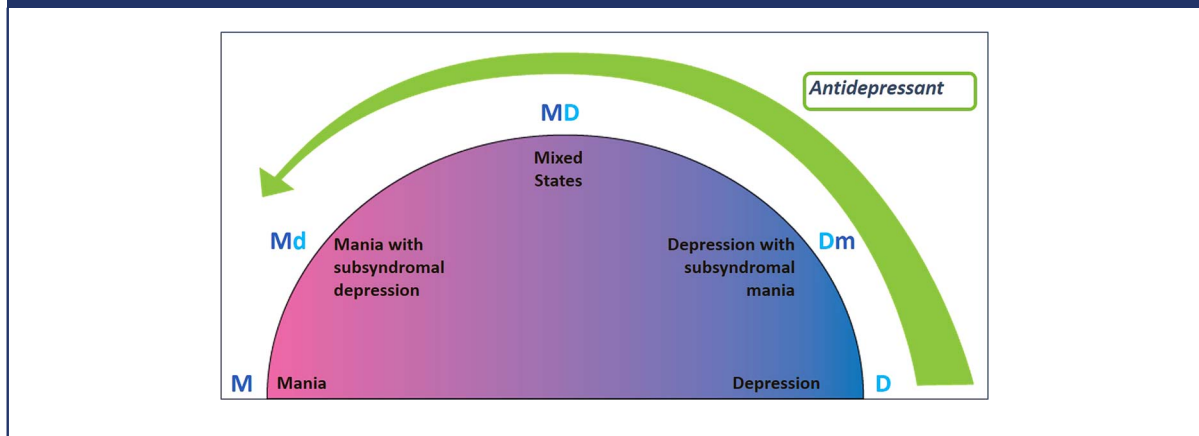 Antidepressant
MD
Mixed
States
Md
Mania with
subsyndromal
depression
Depression with
subsyndromal
mania
Dm
M
Mania
Depression
D